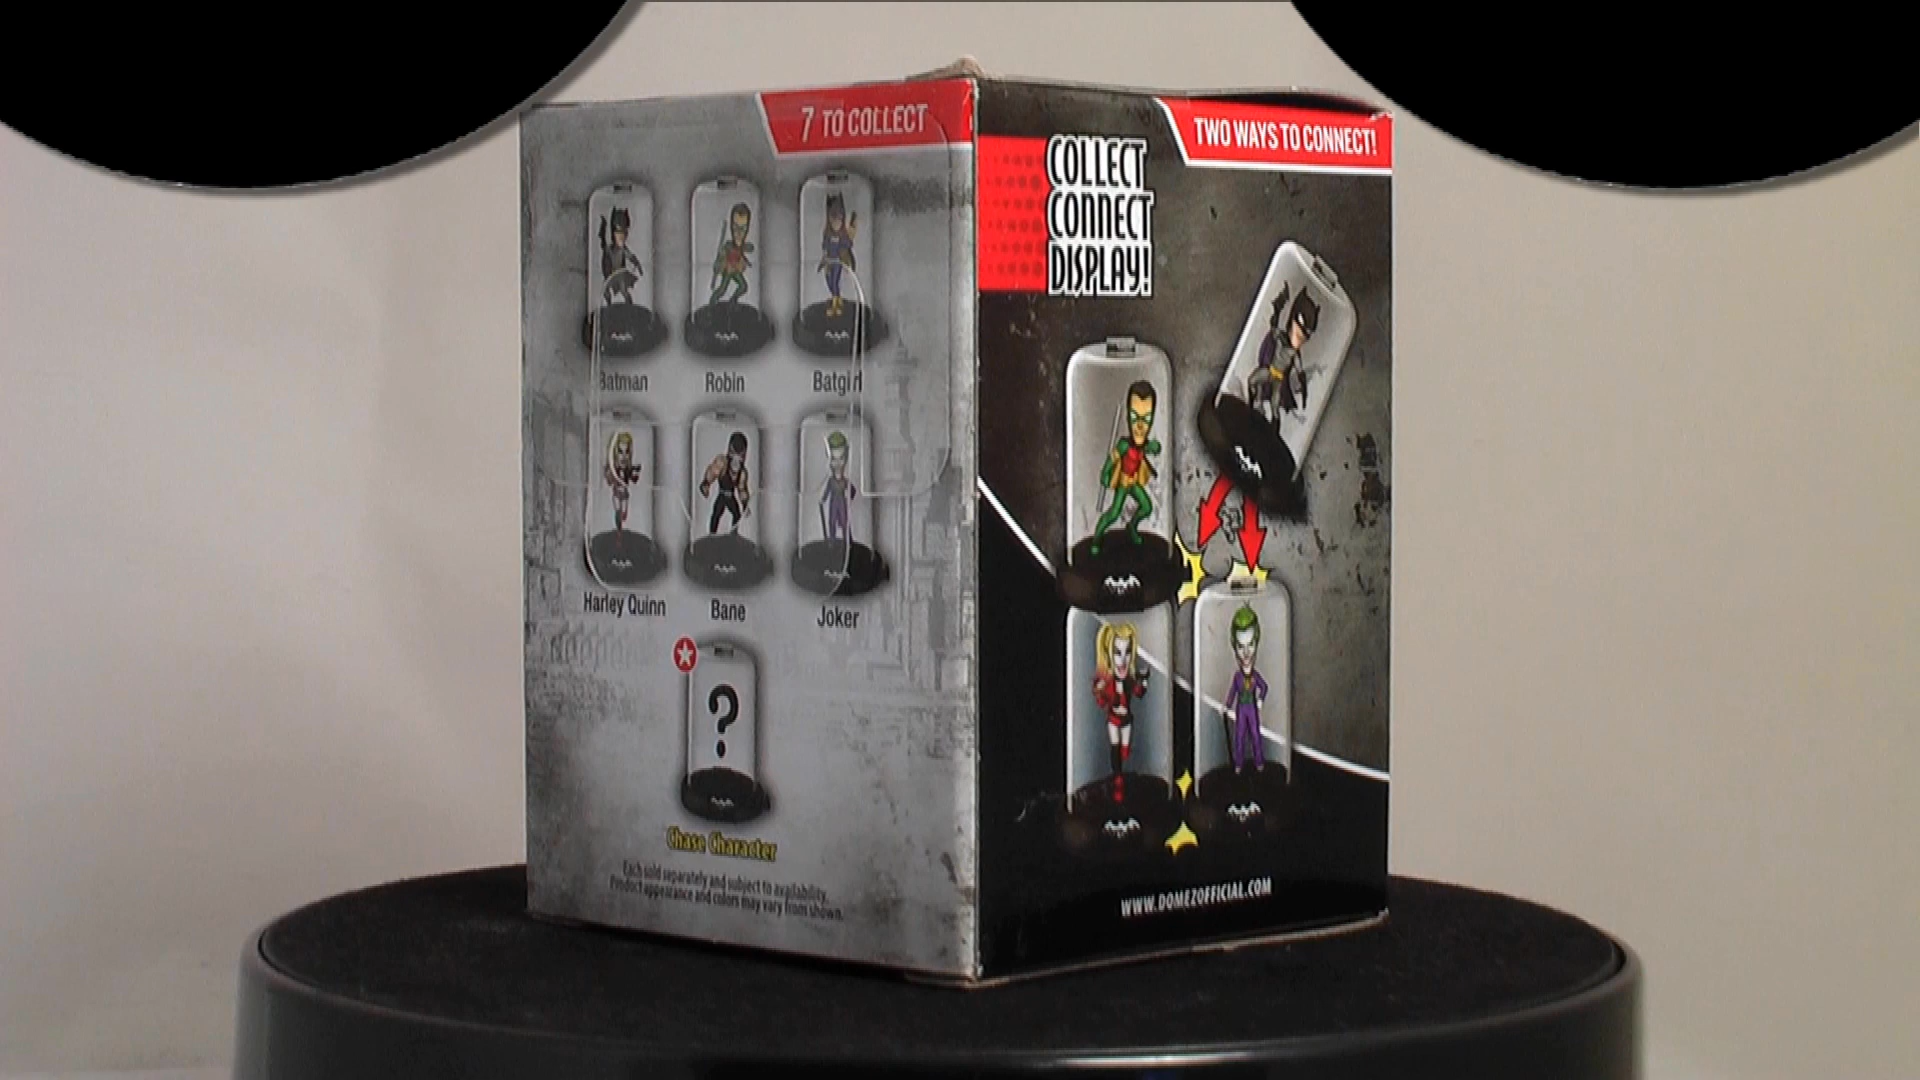 7 TO COLLECT
Batman Robin Batgirl
Harley Quinn Bane Joker
?
Chase Character
Each sold separately and subject to availability.
Product appearance and colors may vary from shown.
TWO WAYS TO CONNECT!
COLLECT
CONNECT
DISPLAY!
WWW.DOMEZOFFICIAL.COM